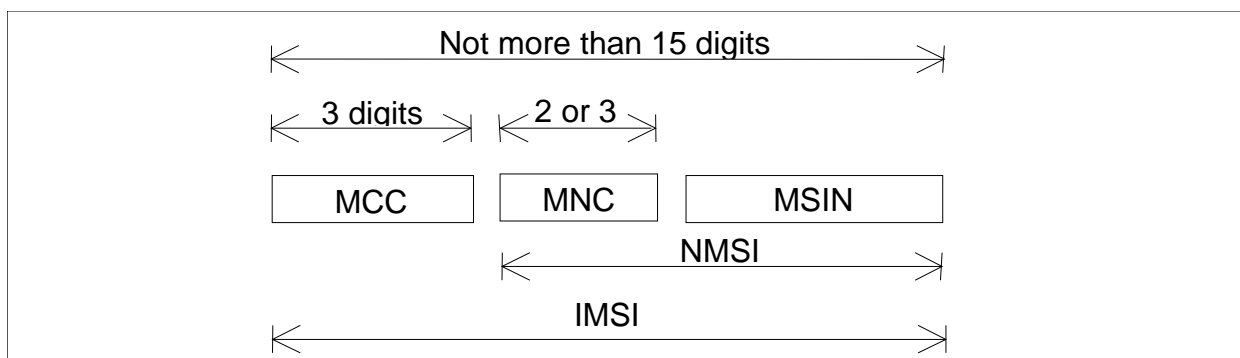 Not more than 15 digits
3 digits 2 or 3
MCC MNC MSIN
NMSI
IMSI